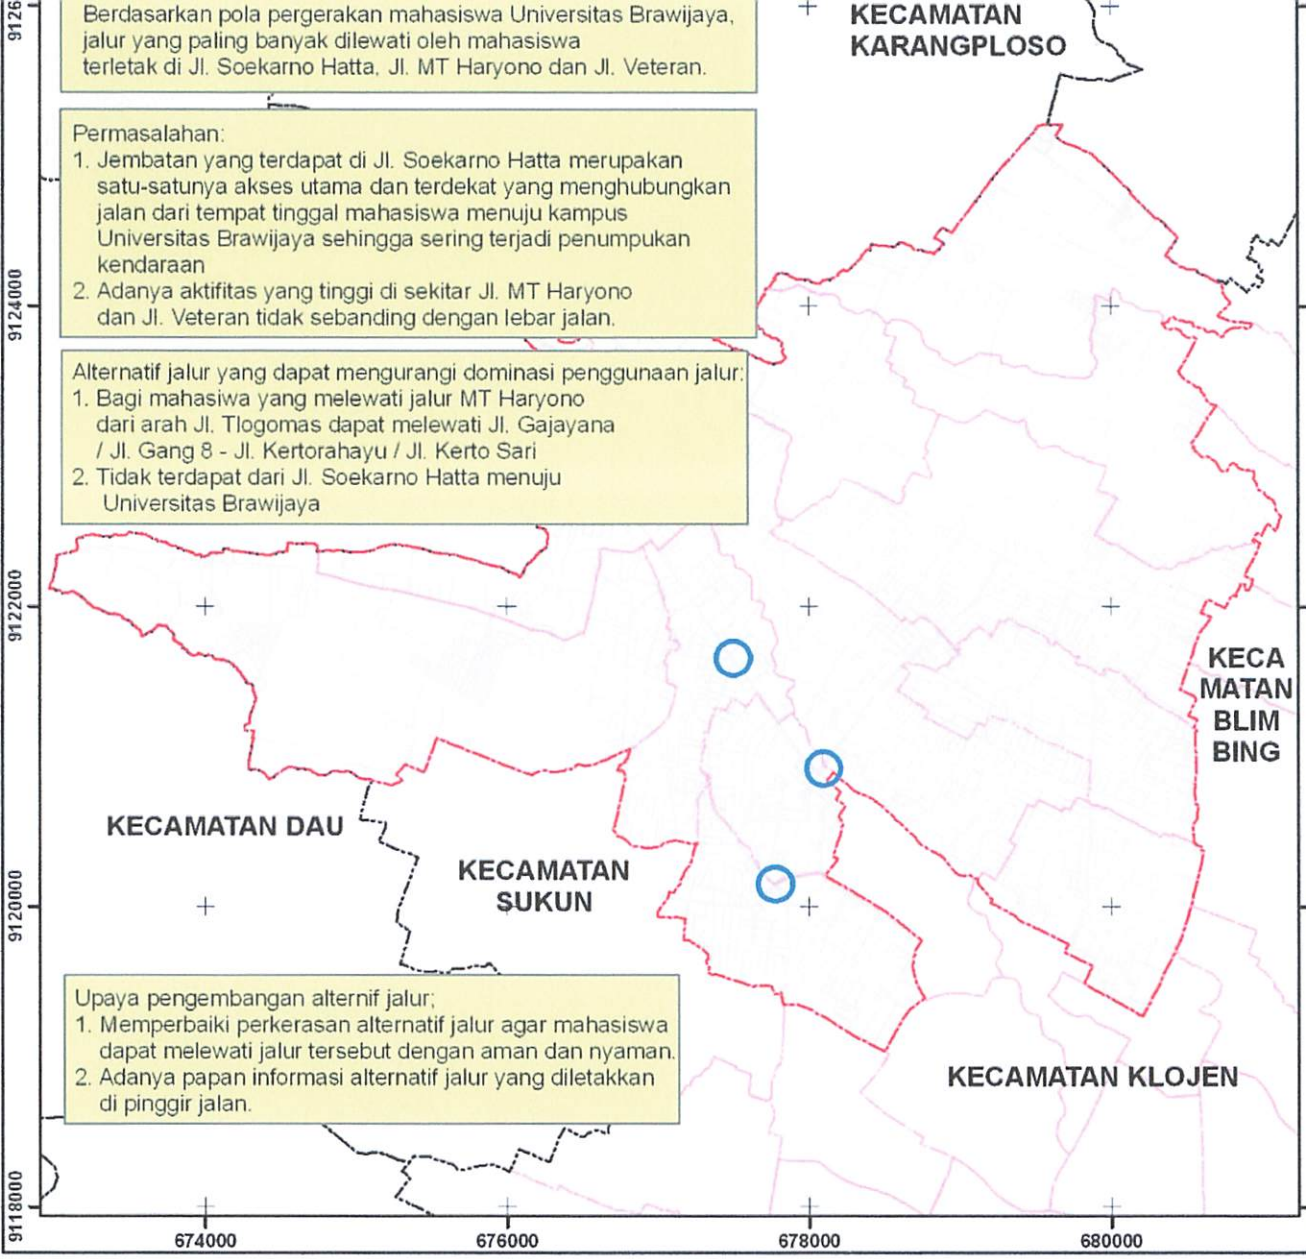 Berdasarkan pola pergerakan mahasiswa Universitas Brawijaya,
jalur yang paling banyak dilewati oleh mahasiswa
terletak di Jl. Soekarno Hatta, Jl. MT Haryono dan Jl. Veteran.
KECAMATAN
KARANGPLOSO
Permasalahan:
1. Jembatan yang terdapat di Jl. Soekarno Hatta merupakan
satu-satunya akses utama dan terdekat yang menghubungkan
jalan dari tempat tinggal mahasiswa menuju kampus
Universitas Brawijaya sehingga sering terjadi penumpukan
kendaraan
2. Adanya aktifitas yang tinggi di sekitar Jl. MT Haryono
dan Jl. Veteran tidak sebanding dengan lebar jalan.
9124000
Alternatif jalur yang dapat mengurangi dominasi penggunaan jalur:
1. Bagi mahasiwa yang melewati jalur MT Haryono
dari arah Jl. Tlogomas dapat melewati Jl. Gajayana
/ Jl. Gang 8 - Jl. Kertorahayu / Jl. Kerto Sari
2. Tidak terdapat dari Jl. Soekarno Hatta menuju
Universitas Brawijaya
9122000
KECA
MATAN
BLIM
BING
KECAMATAN DAU
KECAMATAN
SUKUN
9120000
Upaya pengembangan alternif jalur;
1. Memperbaiki perkerasan alternatif jalur agar mahasiswa
dapat melewati jalur tersebut dengan aman dan nyaman.
2. Adanya papan informasi alternatif jalur yang diletakkan
di pinggir jalan.
KECAMATAN KLOJEN
9118000
674000
676000
678000
680000